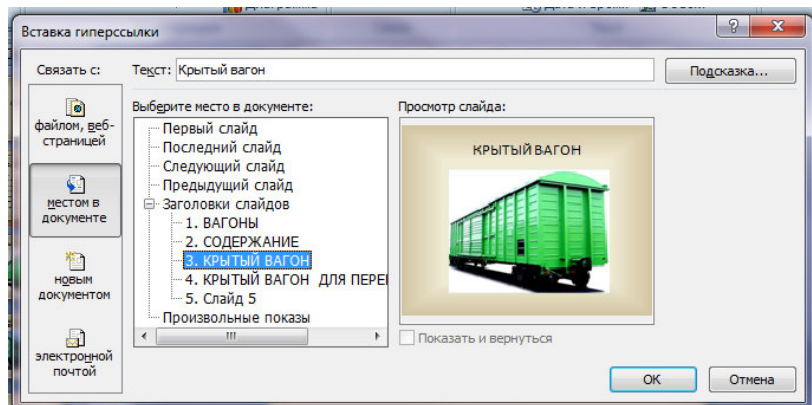 Вставка гиперссылки
Связать с:
Текст: Крытый вагон
Подсказка...
файлом, веб-
страницей
местом в
документе
новым
документом
электронной
почтой
Выберите место в документе:
Первый слайд
Последний слайд
Следующий слайд
Предыдущий слайд
Заголовки слайдов
1. ВАГОНЫ
2. СОДЕРЖАНИЕ
3. КРЫТЫЙ ВАГОН
4. КРЫТЫЙ ВАГОН ДЛЯ ПЕРЕ
5. Слайд 5
Произвольные показы
Просмотр слайда:
КРЫТЫЙ ВАГОН
Показать и вернуться
ОК
Отмена